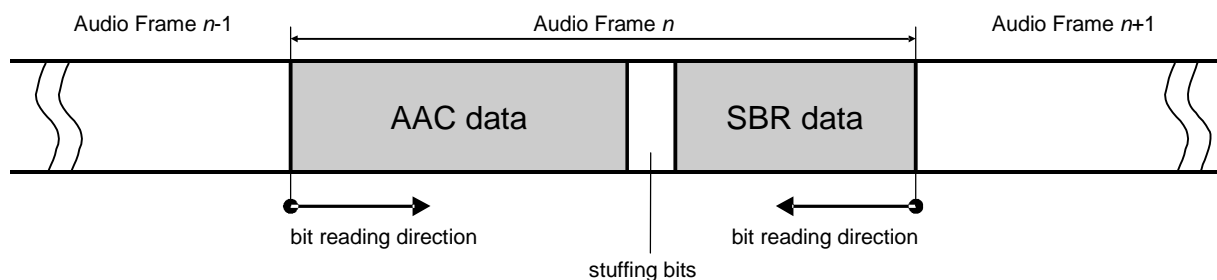 Audio Frame n-1
Audio Frame n
Audio Frame n+1
AAC data
SBR data
bit reading direction
bit reading direction
stuffing bits